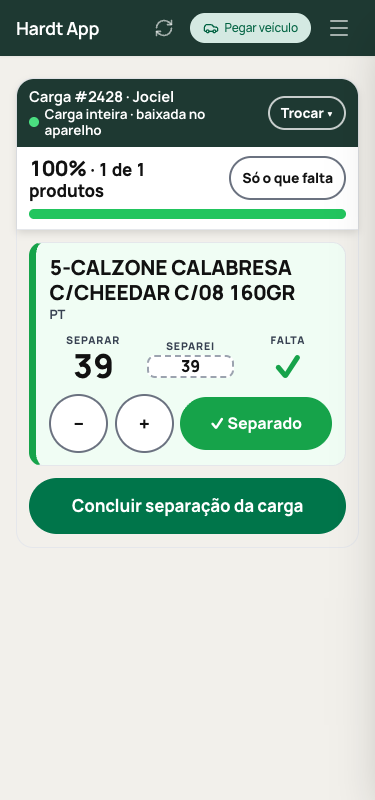 Hardt App
Pegar veículo
Carga #2428 · Jociel
Carga inteira · baixada no
aparelho
Trocar ▾
100% · 1 de 1
produtos
Só o que falta
5-CALZONE CALABRESA
C/CHEEDAR C/08 160GR
PT
SEPARAR
SEPAREI
FALTA
39
39
✓
−
+
✓ Separado
Concluir separação da carga